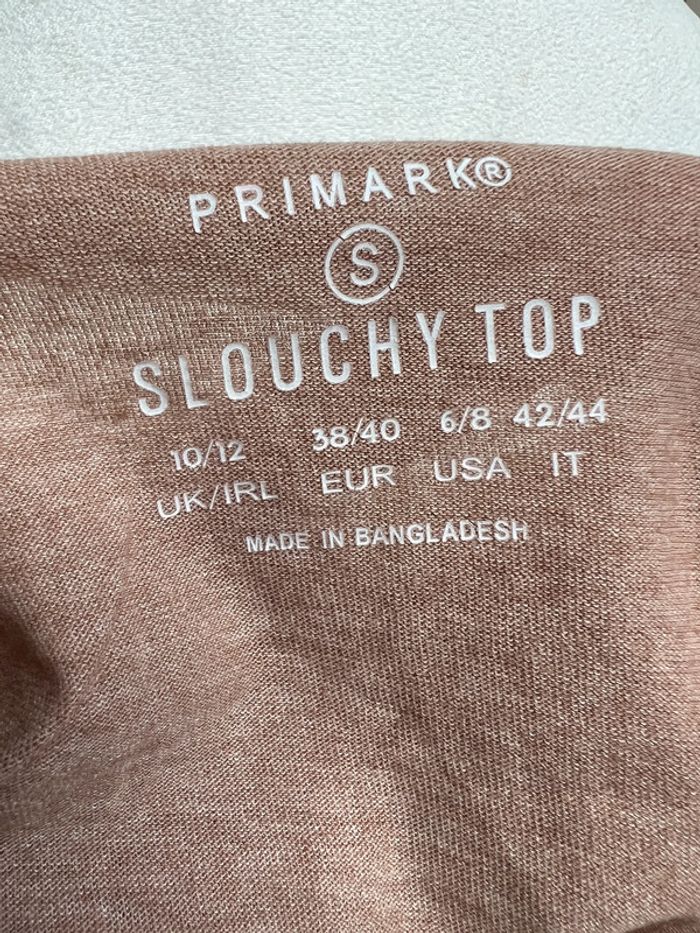 PRIMARK®
S
SLOUCHY TOP
10/12 38/40 6/8 42/44
UK/IRL EUR USA IT
MADE IN BANGLADESH